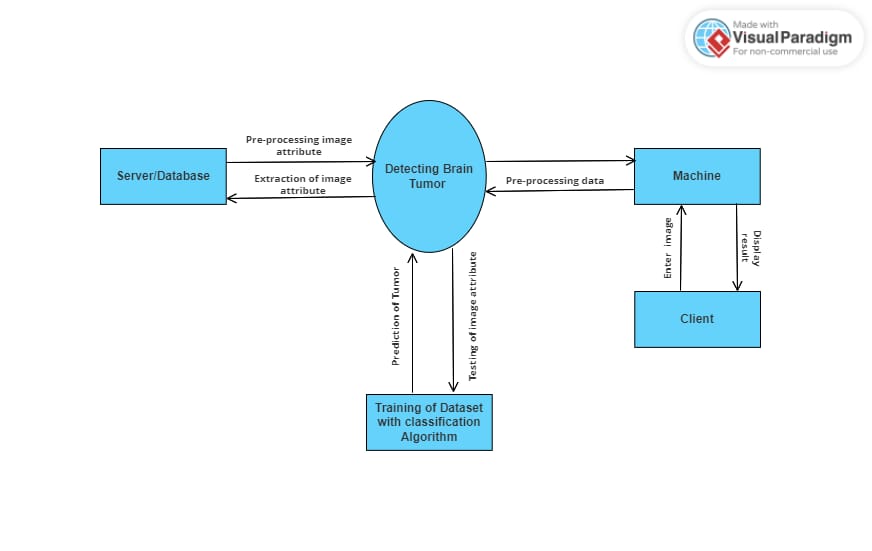 Made with
Visual Paradigm
For non-commercial use
Pre-processing image
attribute
Server/Database
Extraction of image
attribute
Detecting Brain
Tumor
Pre-processing data
Machine
Enter image
Display
result
Client
Prediction of Tumor
Testing of image attribute
Training of Dataset
with classification
Algorithm